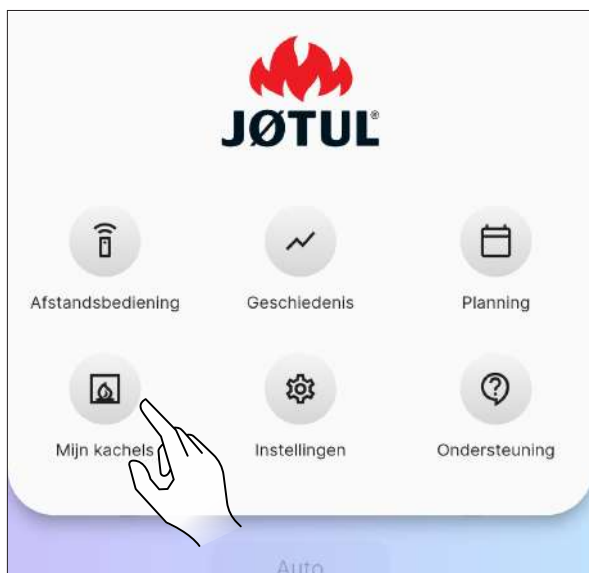 JØTUL®
Afstandsbediening Geschiedenis Planning
Mijn kachels Instellingen Ondersteuning
Auto